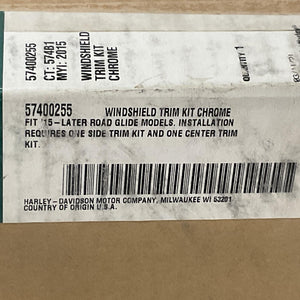 57400255
CT: 574B1
MYI: 2015
WINDSHIELD
TRIM KIT
CHROME
QUANTITY 1
57400255 WINDSHIELD TRIM KIT CHROME
FIT '15-LATER ROAD GLIDE MODELS. INSTALLATION
REQUIRES ONE SIDE TRIM KIT AND ONE CENTER TRIM
KIT.
HARLEY-DAVIDSON MOTOR COMPANY, MILWAUKEE WI 53201
COUNTRY OF ORIGIN U.S.A.